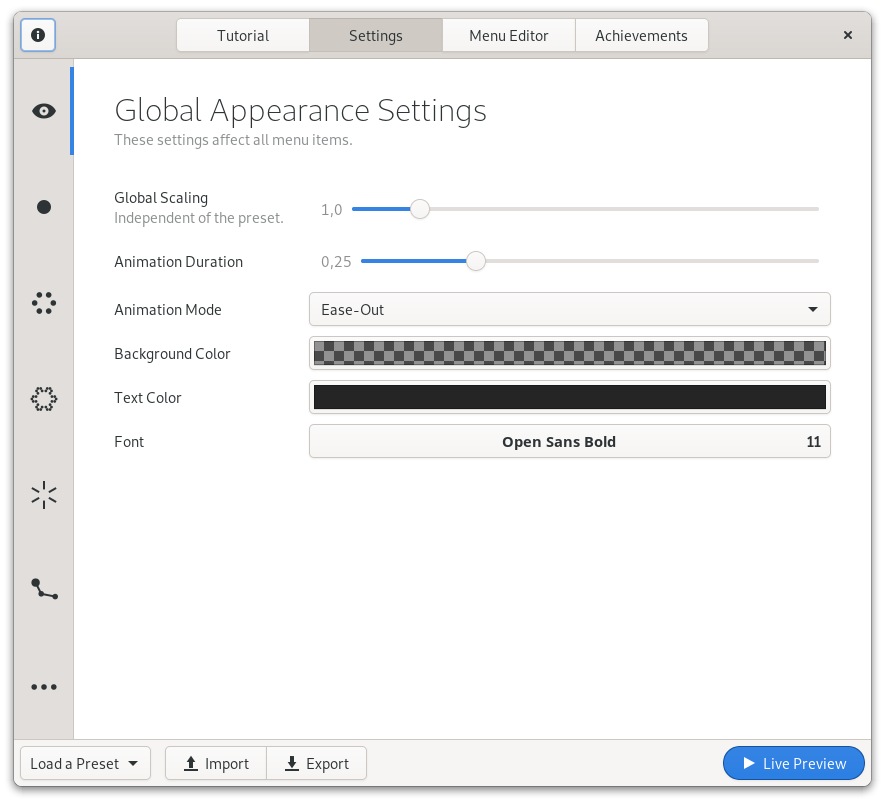 Tutorial
Settings
Menu Editor
Achievements
Global Appearance Settings
These settings affect all menu items.
Global Scaling
Independent of the preset.
1,0
Animation Duration
0,25
Animation Mode
Ease-Out
Background Color
Text Color
Font
Open Sans Bold
11
Load a Preset
Import
Export
Live Preview